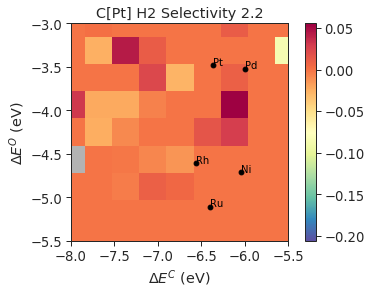 C[Pt] H2 Selectivity 2.2
ΔE^O (eV)
−3.0
−3.5
−4.0
−4.5
−5.0
−5.5
Pt
Pd
Rh
Ni
Ru
−8.0 −7.5 −7.0 −6.5 −6.0 −5.5
ΔE^C (eV)
0.05
0.00
−0.05
−0.10
−0.15
−0.20